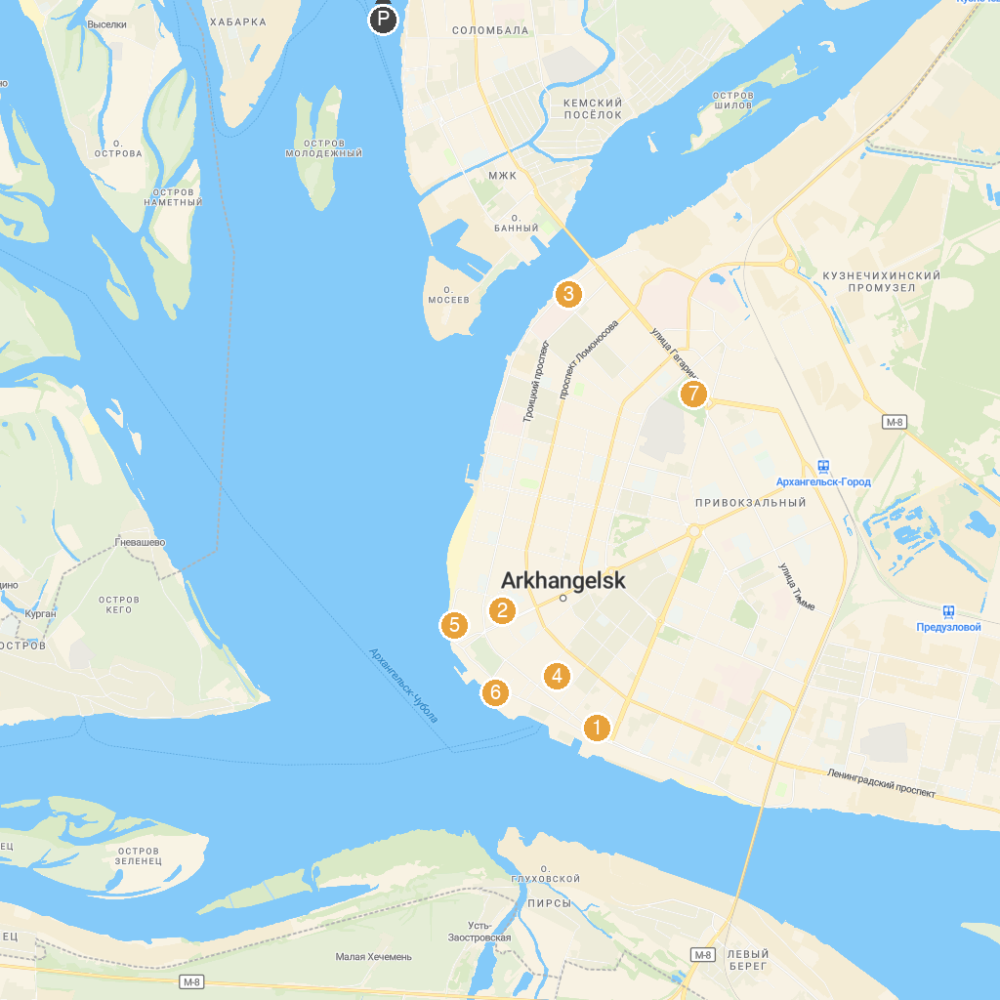 Выселки
ХАБАРКА
P
СОЛОМБАЛА
КЕМСКИЙ
ПОСЁЛОК
ОСТРОВ
ШИЛОВ
О.
ОСТРОВА
ОСТРОВ
МОЛОДЕЖНЫЙ
МЖК
ОСТРОВ
НАМЕТНЫЙ
О.
БАННЫЙ
О.
МОСЕЕВ
3
КУЗНЕЧИХИНСКИЙ
ПРОМУЗЕЛ
Троицкий проспект
проспект Ломоносова
улица Гагарин
7
М-8
Архангельск-Город
ПРИВОКЗАЛЬНЫЙ
Гневашево
Arkhangelsk
улица Тимме
ОСТРОВ
КЕГО
Курган
ОСТРОВ
2
5
Предузловой
Архангельск-Чубола
4
6
1
Ленинградский проспект
ЕЦ
ОСТРОВ
ЗЕЛЕНЕЦ
О.
ГЛУХОВСКОЙ
ПИРСЫ
Усть-
Заостровская
ЕЦ
Малая Хечемень
М-8
М-8
ЛЕВЫЙ
БЕРЕГ